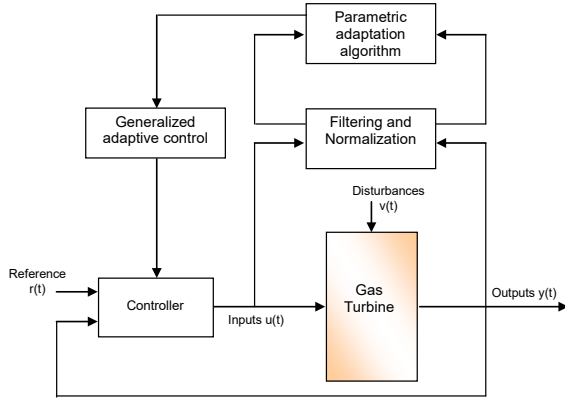 Parametric
adaptation
algorithm
Generalized
adaptive control
Filtering and
Normalization
Disturbances
v(t)
Reference
r(t)
Controller
Inputs u(t)
Gas
Turbine
Outputs y(t)